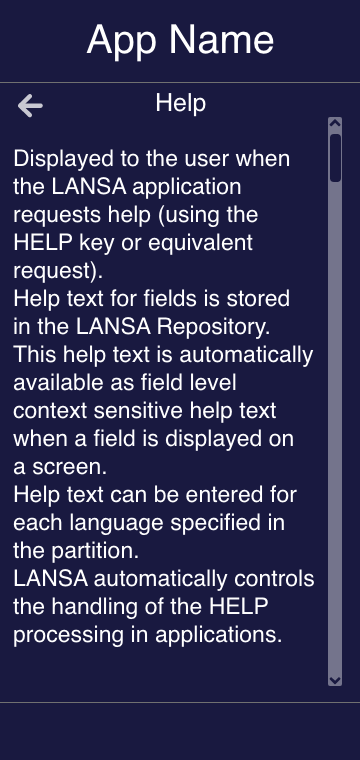 App Name
Help
Displayed to the user when
the LANSA application
requests help (using the
HELP key or equivalent
request).
Help text for fields is stored
in the LANSA Repository.
This help text is automatically
available as field level
context sensitive help text
when a field is displayed on
a screen.
Help text can be entered for
each language specified in
the partition.
LANSA automatically controls
the handling of the HELP
processing in applications.